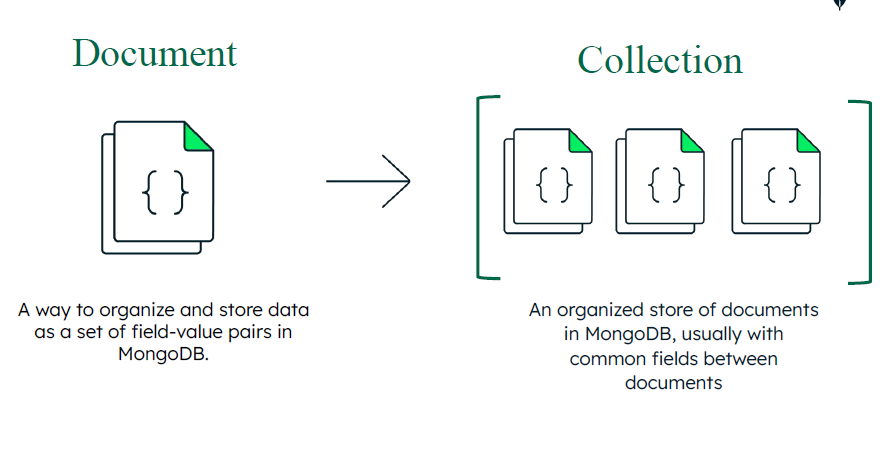 Document
Collection
{ }
{ }
{ }
{ }
A way to organize and store data
as a set of field-value pairs in
MongoDB.
An organized store of documents
in MongoDB, usually with
common fields between
documents